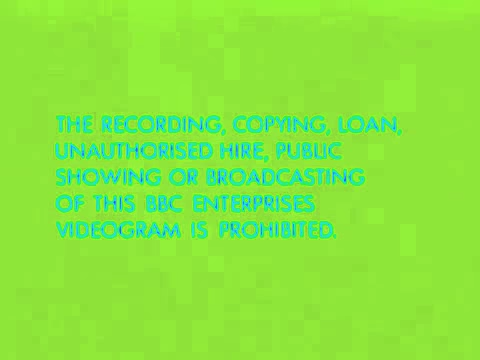 THE RECORDING, COPYING, LOAN,
UNAUTHORISED HIRE, PUBLIC
SHOWING OR BROADCASTING
OF THIS BBC ENTERPRISES
VIDEOGRAM IS PROHIBITED.